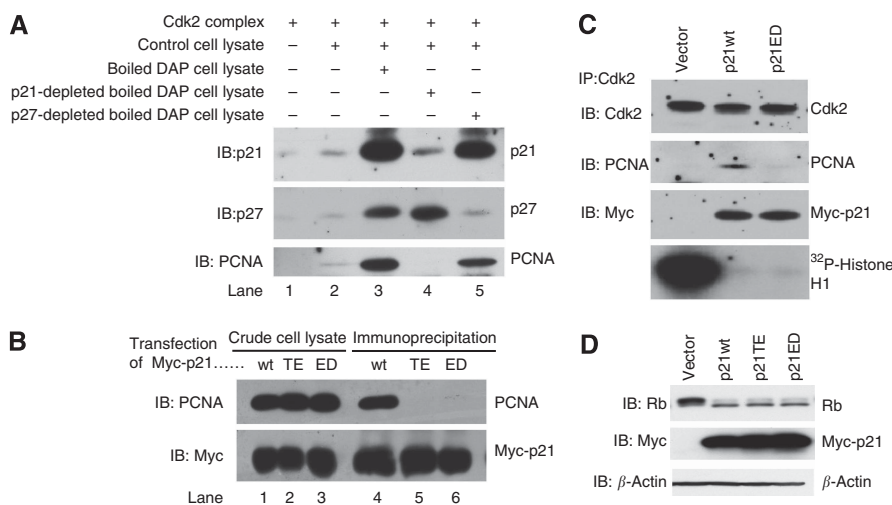 A
Cdk2 complex + + + + +
Control cell lysate – + + + +
Boiled DAP cell lysate – – + – –
p21-depleted boiled DAP cell lysate – – – + –
p27-depleted boiled DAP cell lysate – – – – +
IB:p21 p21
IB:p27 p27
IB: PCNA PCNA
Lane 1 2 3 4 5
B
Transfection of Myc-p21......
Crude cell lysate Immunoprecipitation
wt TE ED wt TE ED
IB: PCNA PCNA
IB: Myc Myc-p21
Lane 1 2 3 4 5 6
C
Vector p21wt p21ED
IP:Cdk2
IB: Cdk2 Cdk2
IB: PCNA PCNA
IB: Myc Myc-p21
32P-Histone
H1
D
Vector p21wt p21TE p21ED
IB: Rb Rb
IB: Myc Myc-p21
IB: β-Actin β-Actin